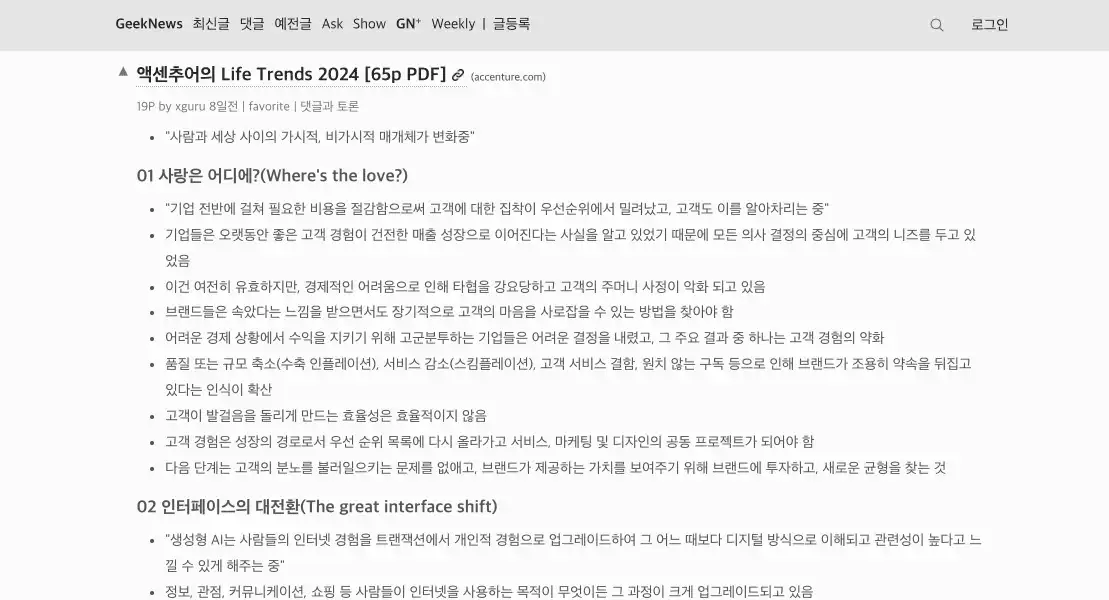 GeekNews 최신글 댓글 예전글 Ask Show GN+ Weekly | 글등록 로그인
▲ 액센추어의 Life Trends 2024 [65p PDF] (accenture.com)
19P by xguru 8일전 | favorite | 댓글과 토론
• "사람과 세상 사이의 가시적, 비가시적 매개체가 변화중"
01 사랑은 어디에?(Where's the love?)
• "기업 전반에 걸쳐 필요한 비용을 절감함으로써 고객에 대한 집착이 우선순위에서 밀려났고, 고객도 이를 알아차리는 중"
• 기업들은 오랫동안 좋은 고객 경험이 건전한 매출 성장으로 이어진다는 사실을 알고 있었기 때문에 모든 의사 결정의 중심에 고객의 니즈를 두고 있
었음
• 이건 여전히 유효하지만, 경제적인 어려움으로 인해 타협을 강요당하고 고객의 주머니 사정이 악화 되고 있음
• 브랜드들은 속았다는 느낌을 받으면서도 장기적으로 고객의 마음을 사로잡을 수 있는 방법을 찾아야 함
• 어려운 경제 상황에서 수익을 지키기 위해 고군분투하는 기업들은 어려운 결정을 내렸고, 그 주요 결과 중 하나는 고객 경험의 약화
• 품질 또는 규모 축소(수축 인플레이션), 서비스 감소(스킴플레이션), 고객 서비스 결함, 원치 않는 구독 등으로 인해 브랜드가 조용히 약속을 뒤집고
있다는 인식이 확산
• 고객이 발걸음을 돌리게 만드는 효율성은 효율적이지 않음
• 고객 경험은 성장의 경로로서 우선 순위 목록에 다시 올라가고 서비스, 마케팅 및 디자인의 공동 프로젝트가 되어야 함
• 다음 단계는 고객의 분노를 불러일으키는 문제를 없애고, 브랜드가 제공하는 가치를 보여주기 위해 브랜드에 투자하고, 새로운 균형을 찾는 것
02 인터페이스의 대전환(The great interface shift)
• "생성형 AI는 사람들의 인터넷 경험을 트랜잭션에서 개인적 경험으로 업그레이드하여 그 어느 때보다 디지털 방식으로 이해되고 관련성이 높다고 느
낄 수 있게 해주는 중"
• 정보, 관점, 커뮤니케이션, 쇼핑 등 사람들이 인터넷을 사용하는 목적이 무엇이든 그 과정이 크게 업그레이드되고 있음